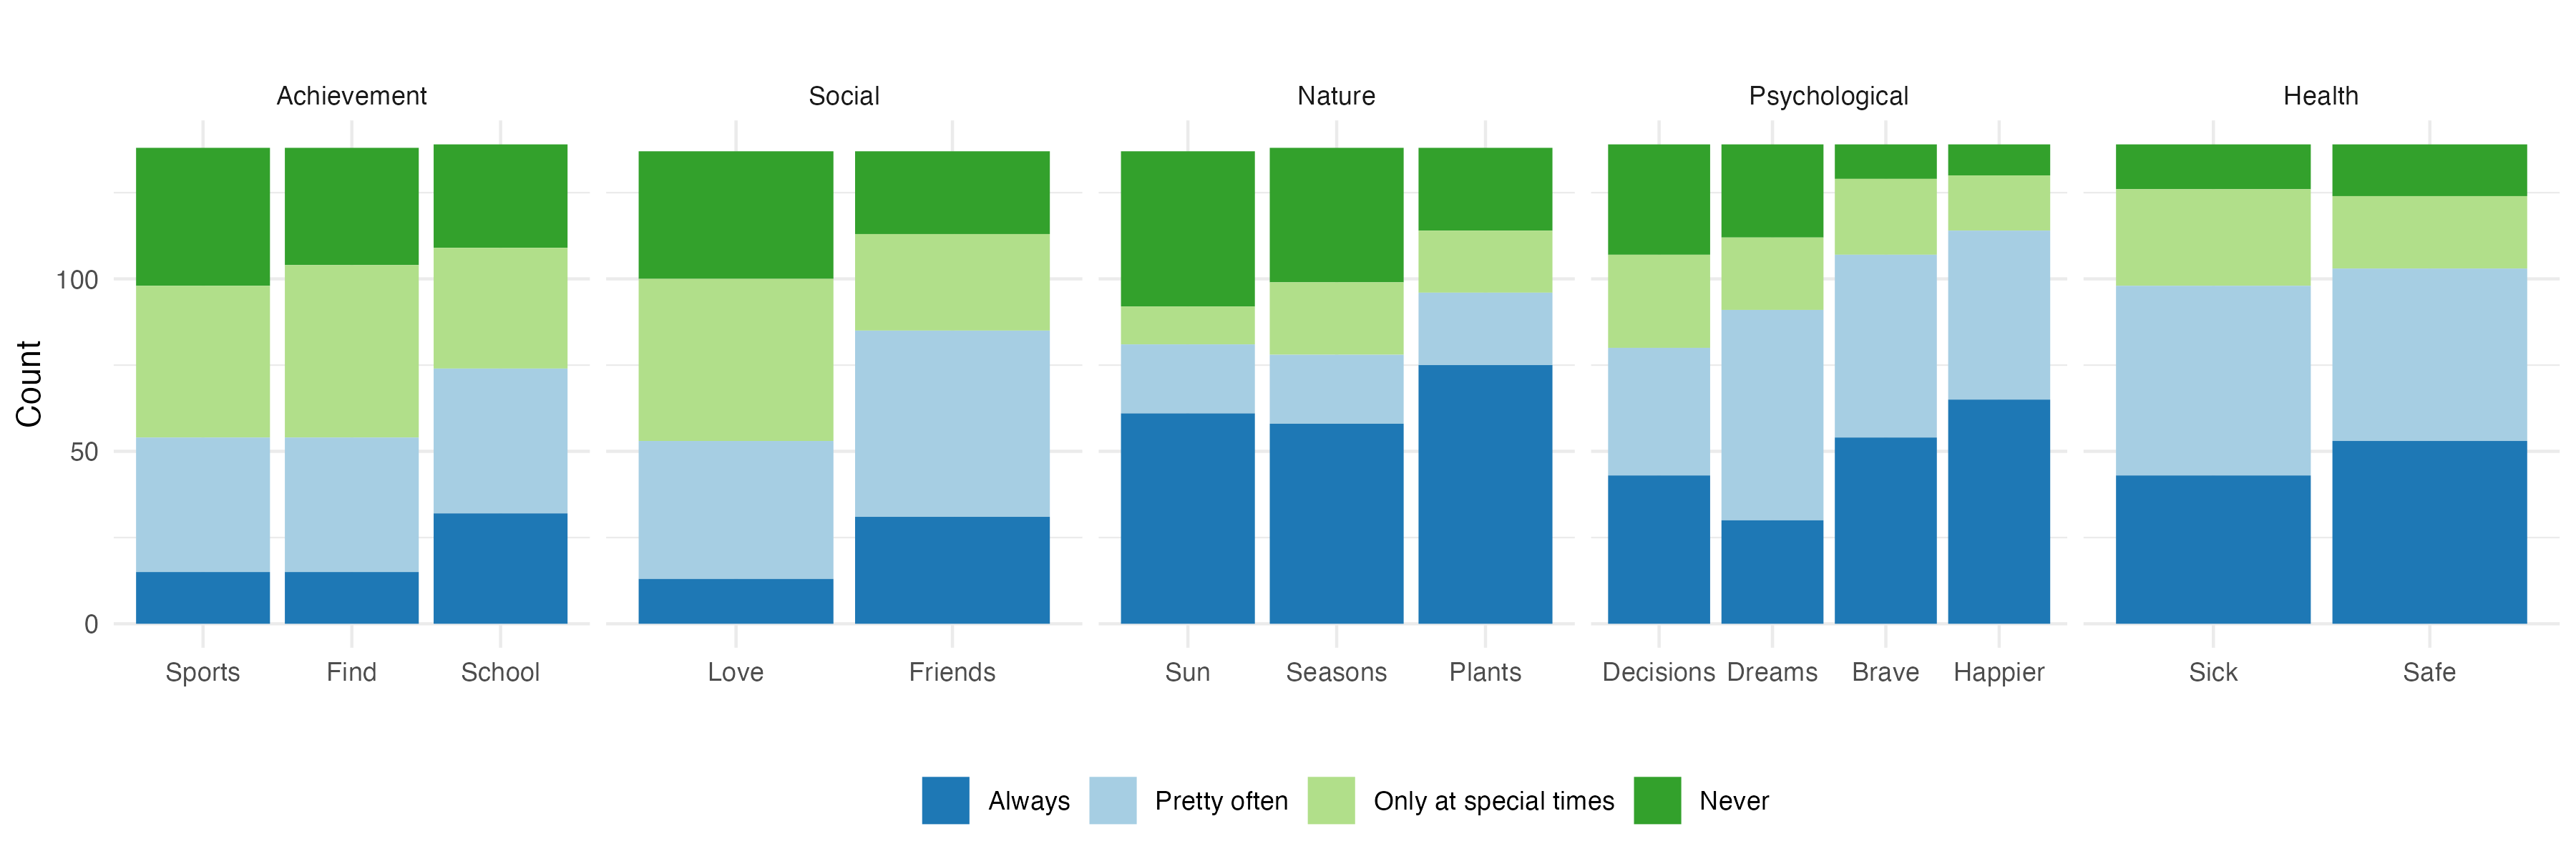 Achievement Social Nature Psychological Health
Count
100
50
0
Sports Find School Love Friends Sun Seasons Plants Decisions Dreams Brave Happier Sick Safe
Always Pretty often Only at special times Never